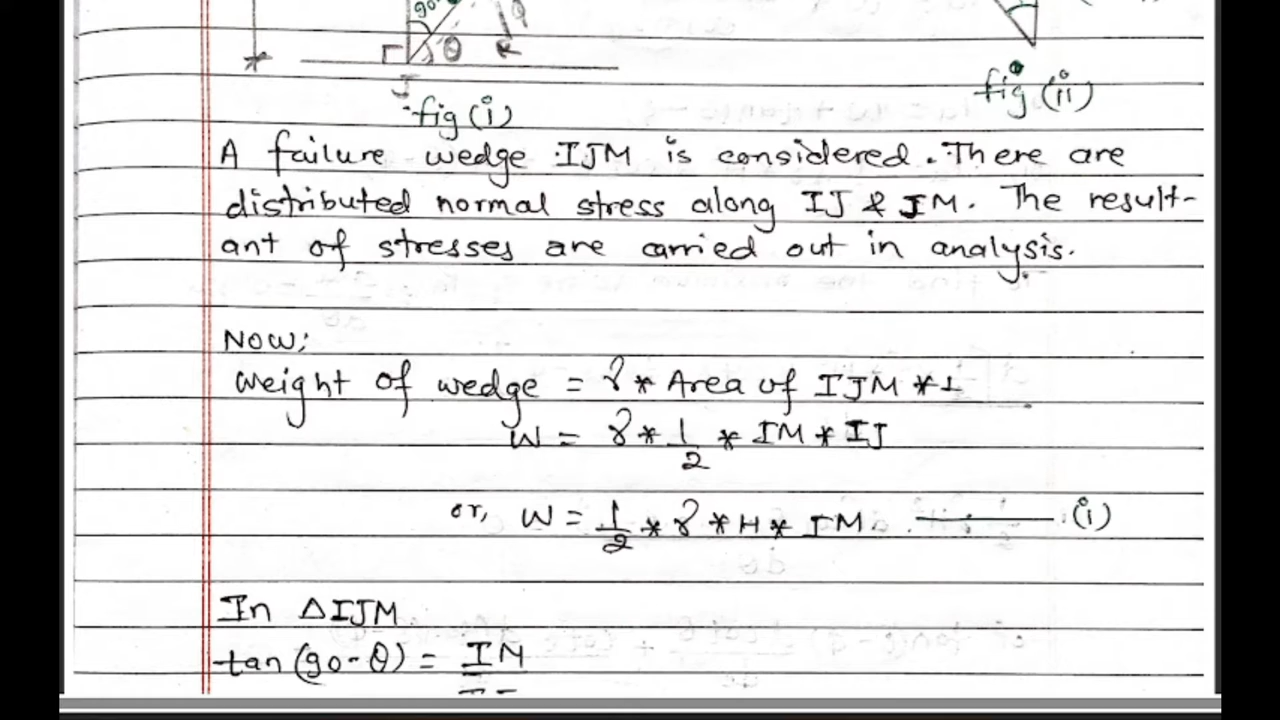 90-
Q
θ
R
J
fig (i)
fig (ii)
A failure wedge IJM is considered. There are
distributed normal stress along IJ & JM. The result-
ant of stresses are carried out in analysis.
Now;
Weight of wedge = γ * Area of IJM * 1
W = γ * 1/2 * IM * IJ
or, W = 1/2 * γ * H * IM. (i)
In △IJM
tan (90-θ) = IM